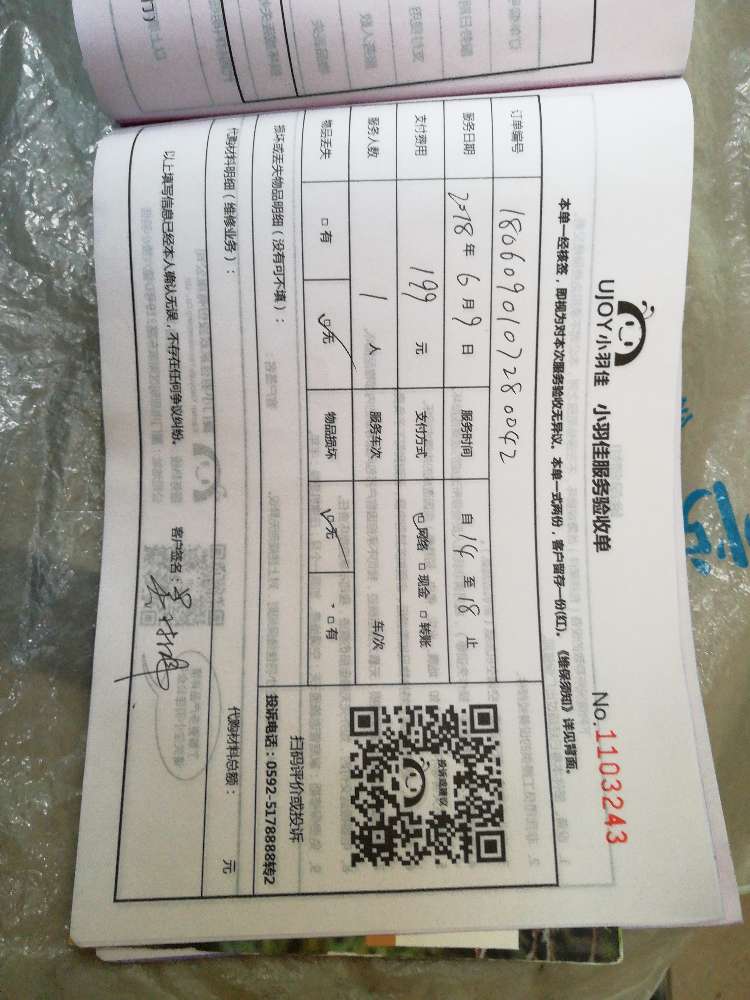 UJOY小羽佳 小羽佳服务验收单
No.1103243
本单一经核签，即视为对本次服务验收无异议。本单一式两份，客户留存一份(红)。《维保须知》详见背面。
订单编号 1806090107280042
服务日期 2018年6月9日 服务时间 自14至18止
支付费用 199元 支付方式 ☑网络 □现金 □转账
服务人数 1人 服务车次 车/次
物品丢失 □有 ☑无 物品损坏 ☑无 □有
投诉或建议
扫码评价或投诉
投诉电话：0592-5178888转2
损坏或丢失物品明细（没有可不填）：
代购材料明细（维修业务）： 代购材料总额： 元
以上填写信息已经本人确认无误，不存在任何争议纠纷。 客户签名：